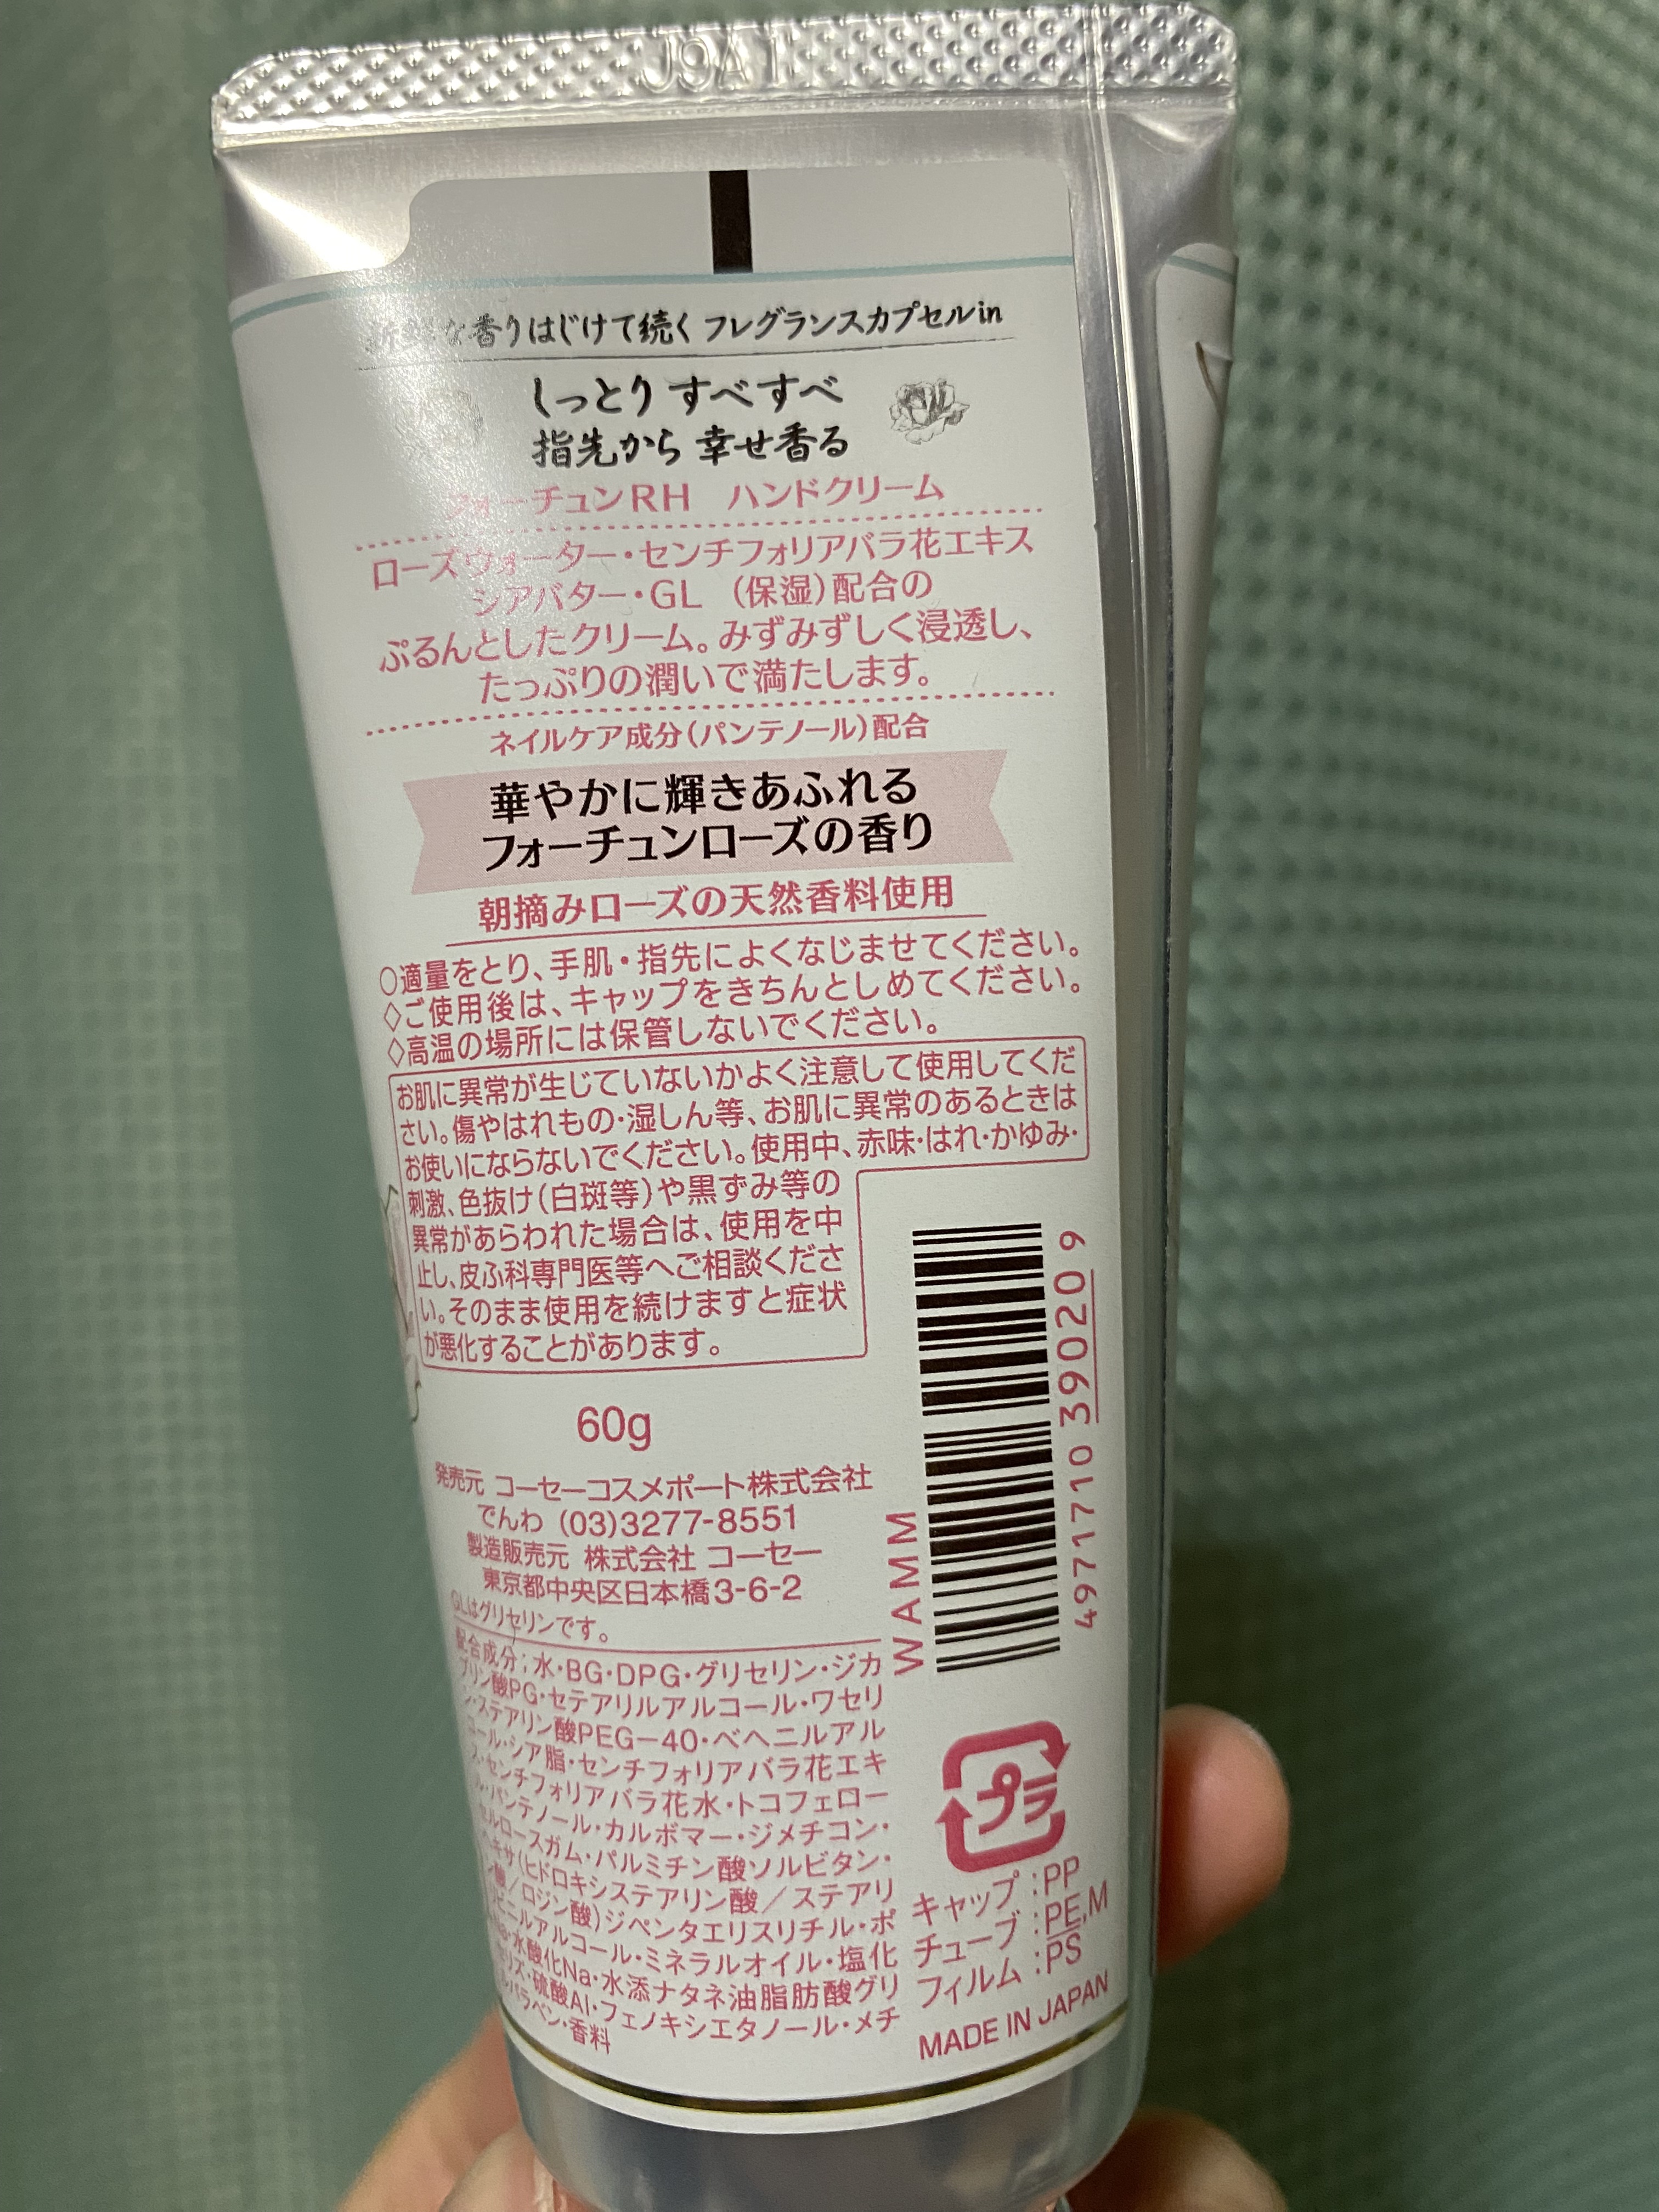 J9A1
な香りはじけて続く フレグランスカプセルin
しっとり すべすべ
指先から 幸せ香る
フォーチュンRH ハンドクリーム
ローズウォーター・センチフォリアバラ花エキス
シアバター・GL (保湿)配合の
ぷるんとしたクリーム。みずみずしく浸透し、
たっぷりの潤いで満たします。
ネイルケア成分(パンテノール)配合
華やかに輝きあふれる
フォーチュンローズの香り
朝摘みローズの天然香料使用
○適量をとり、手肌・指先によくなじませてください。
◇ご使用後は、キャップをきちんとしめてください。
◇高温の場所には保管しないでください。
お肌に異常が生じていないかよく注意して使用してくだ
さい。傷やはれもの・湿しん等、お肌に異常のあるときは
お使いにならないでください。使用中、赤味・はれ・かゆみ・
刺激、色抜け(白斑等)や黒ずみ等の
異常があらわれた場合は、使用を中
止し、皮ふ科専門医等へご相談くださ
い。そのまま使用を続けますと症状
が悪化することがあります。
60g
発売元 コーセーコスメポート株式会社
でんわ (03)3277-8551
製造販売元 株式会社 コーセー
東京都中央区日本橋3-6-2
GLはグリセリンです。
配合成分;水・BG・DPG・グリセリン・ジカ
プリン酸PG・セテアリルアルコール・ワセリ
ン・ステアリン酸PEG-40・ベヘニルアル
コール・シア脂・センチフォリアバラ花エキ
ス・センチフォリアバラ花水・トコフェロー
ル・パンテノール・カルボマー・ジメチコン・
セルロースガム・パルミチン酸ソルビタン・
ヘキサ(ヒドロキシステアリン酸/ステアリ
ン酸/ロジン酸)ジペンタエリスリチル・ポ
リビニルアルコール・ミネラルオイル・塩化
Na・水酸化Na・水添ナタネ油脂肪酸グリ
セリズ・硫酸Al・フェノキシエタノール・メチ
ルパラベン・香料
WAMM
4971710 390209
プラ
キャップ:PP
チューブ:PE,M
フィルム:PS
MADE IN JAPAN